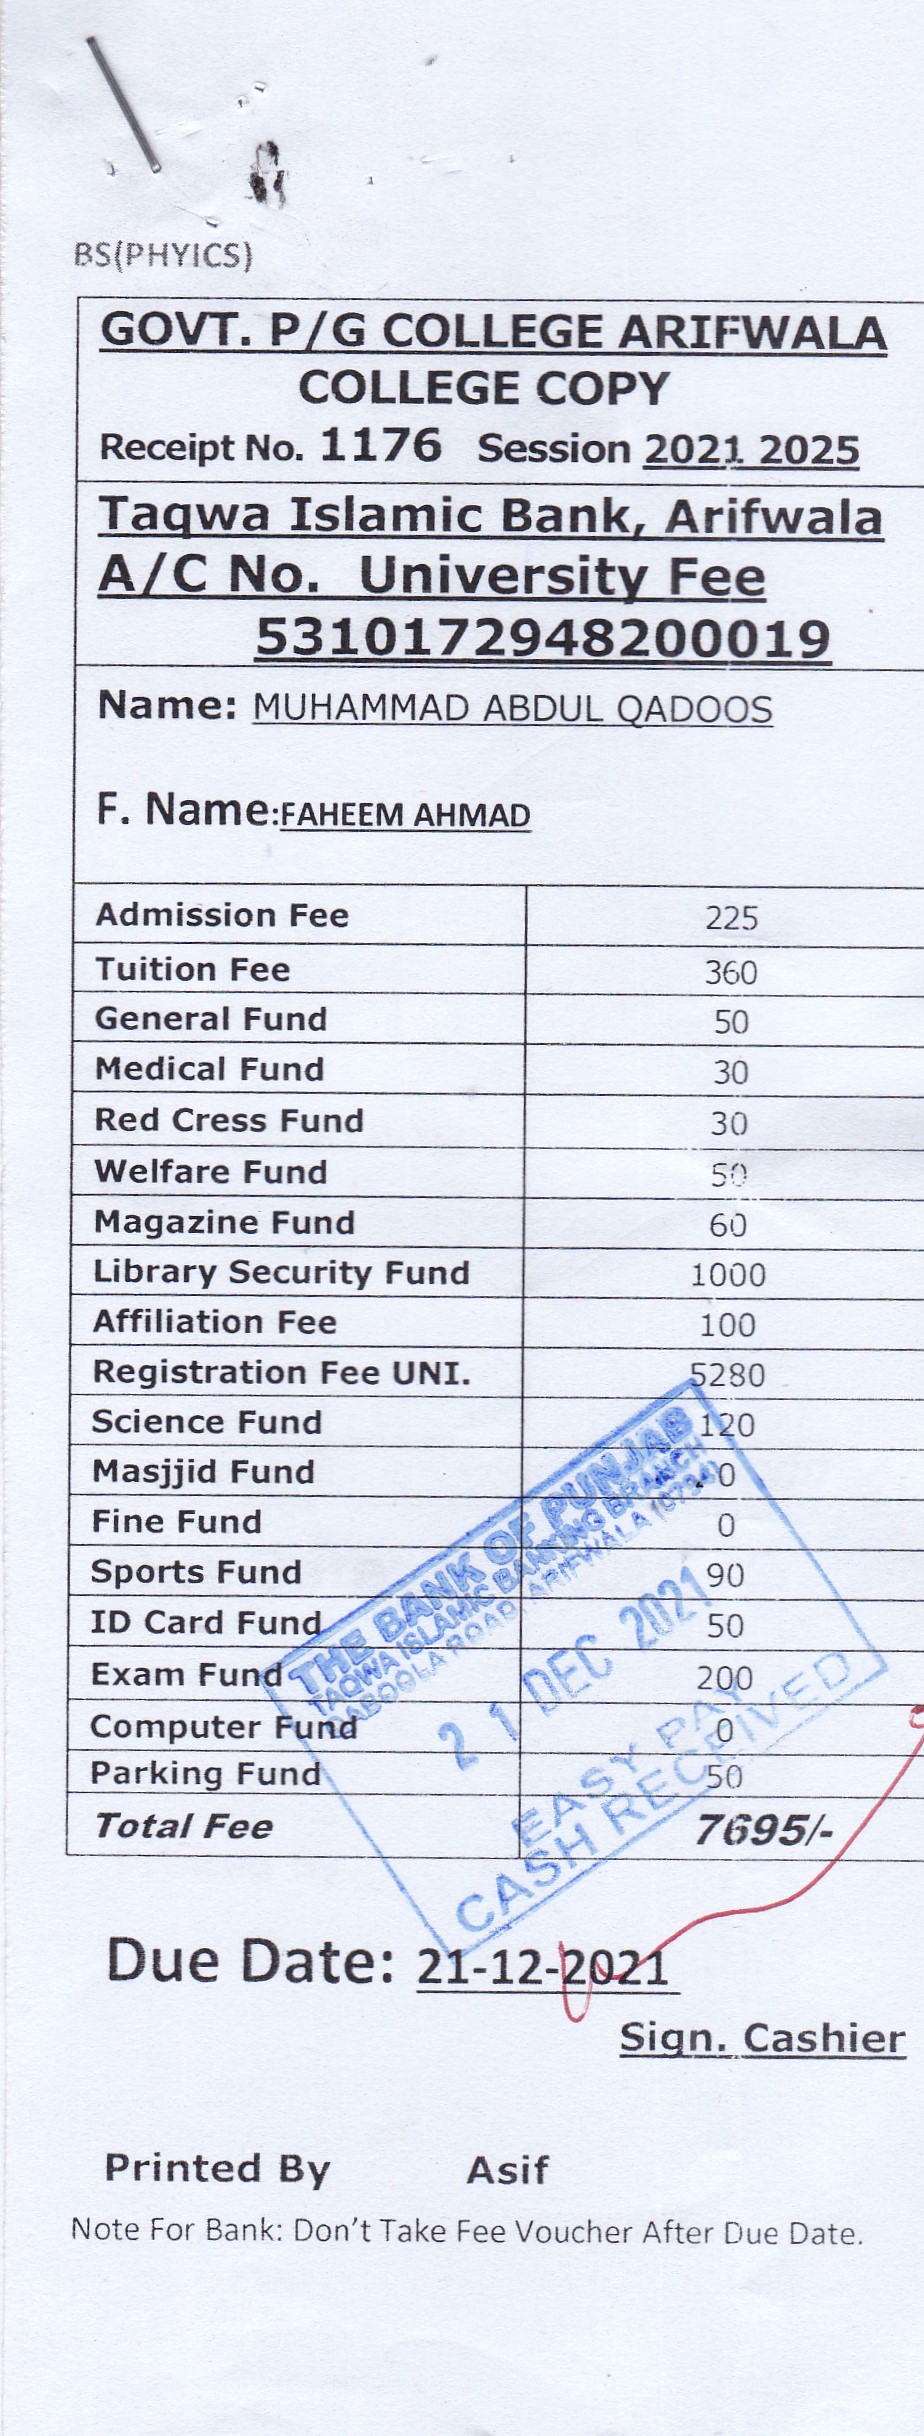 BS(PHYICS)
GOVT. P/G COLLEGE ARIFWALA
COLLEGE COPY
Receipt No. 1176 Session 2021 2025
Taqwa Islamic Bank, Arifwala
A/C No. University Fee
5310172948200019
Name: MUHAMMAD ABDUL QADOOS
F. Name:FAHEEM AHMAD
Admission Fee 225
Tuition Fee 360
General Fund 50
Medical Fund 30
Red Cress Fund 30
Welfare Fund 50
Magazine Fund 60
Library Security Fund 1000
Affiliation Fee 100
Registration Fee UNI. 5280
Science Fund 120
Masjjid Fund 0
Fine Fund 0
Sports Fund 90
ID Card Fund 50
Exam Fund 200
Computer Fund 0
Parking Fund 50
Total Fee 7695/-
THE BANK OF PUNJAB
TAQWA ISLAMIC BANKING BRANCH
QABOOLA ROAD, ARIFWALA
21 DEC 2021
EASY PAY
CASH RECEIVED
Due Date: 21-12-2021
Sign. Cashier
Printed By Asif
Note For Bank: Don't Take Fee Voucher After Due Date.